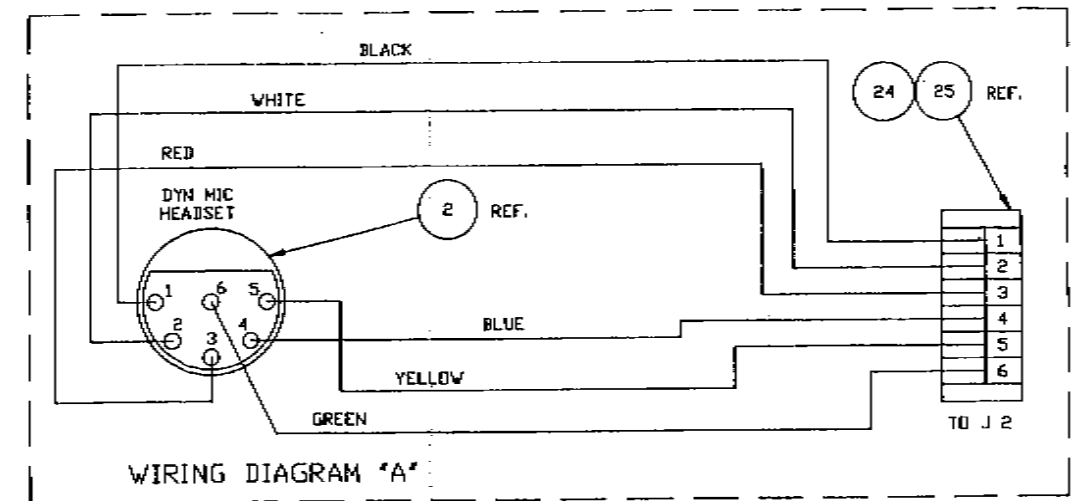 BLACK
WHITE
24 25 REF.
RED
DYN MIC
HEADSET
2 REF.
1 6 5
2 3 4
1
2
3
4
5
6
BLUE
YELLOW
GREEN
TO J 2
WIRING DIAGRAM "A"